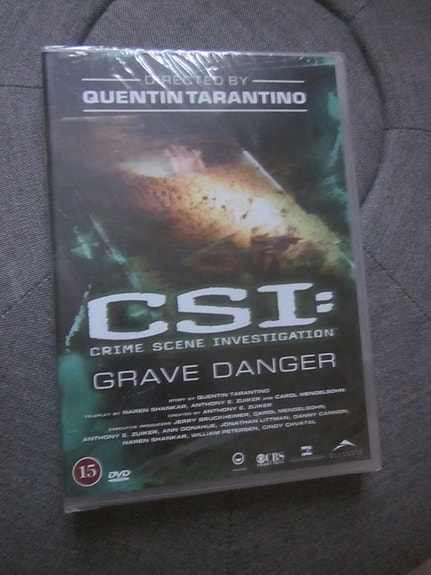 DIRECTED BY
QUENTIN TARANTINO
CSI:
CRIME SCENE INVESTIGATION
GRAVE DANGER
STORY BY QUENTIN TARANTINO
TELEPLAY BY NAREN SHANKAR, ANTHONY E. ZUIKER AND CAROL MENDELSOHN
CREATED BY ANTHONY E. ZUIKER
EXECUTIVE PRODUCERS JERRY BRUCKHEIMER, CAROL MENDELSOHN,
ANTHONY E. ZUIKER, ANN DONAHUE, JONATHAN LITTMAN, DANNY CANNON,
NAREN SHANKAR, WILLIAM PETERSEN, CINDY CHVATAL
15
DVD
CBS